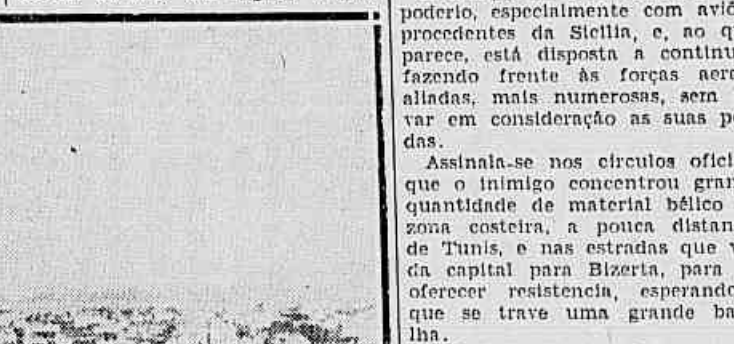 poderio, especialmente com avi
procedentes da Sicilia, e, ao q
parece, está disposta a continu
fazendo frente às forças aer
aliadas, mais numerosas, sem
var em consideração as suas p
das.
Assinala-se nos circulos ofici
que o inimigo concentrou gran
quantidade de material bélico
zona costeira, a pouca distan
de Tunis, e nas estradas que v
da capital para Bizerta, para
oferecer resistencia, esperando
que se trave uma grande ba
lha.